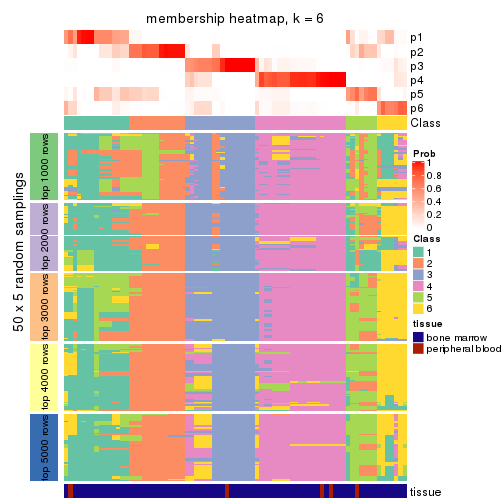 membership heatmap, k = 6
p1
p2
p3
p4
p5
p6
Class
50 x 5 random samplings
top 1000 rows
top 2000 rows
top 3000 rows
top 4000 rows
top 5000 rows
Prob
1
0.8
0.6
0.4
0.2
0
Class
1
2
3
4
5
6
tissue
bone marrow
peripheral blood
tissue